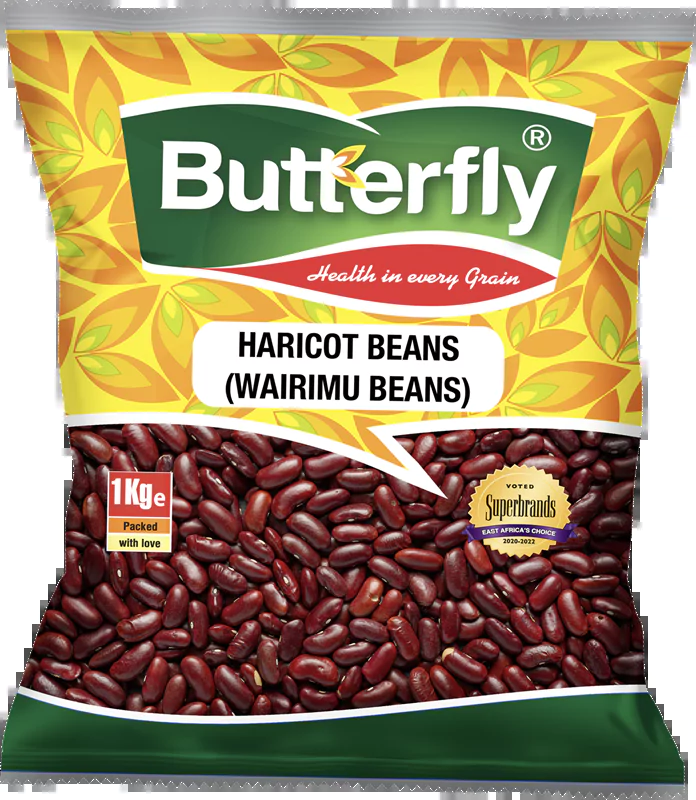 Butterfly®
Health in every Grain
HARICOT BEANS
(WAIRIMU BEANS)
1Kg e
Packed
with love
VOTED
Superbrands
EAST AFRICA'S CHOICE
2020-2022